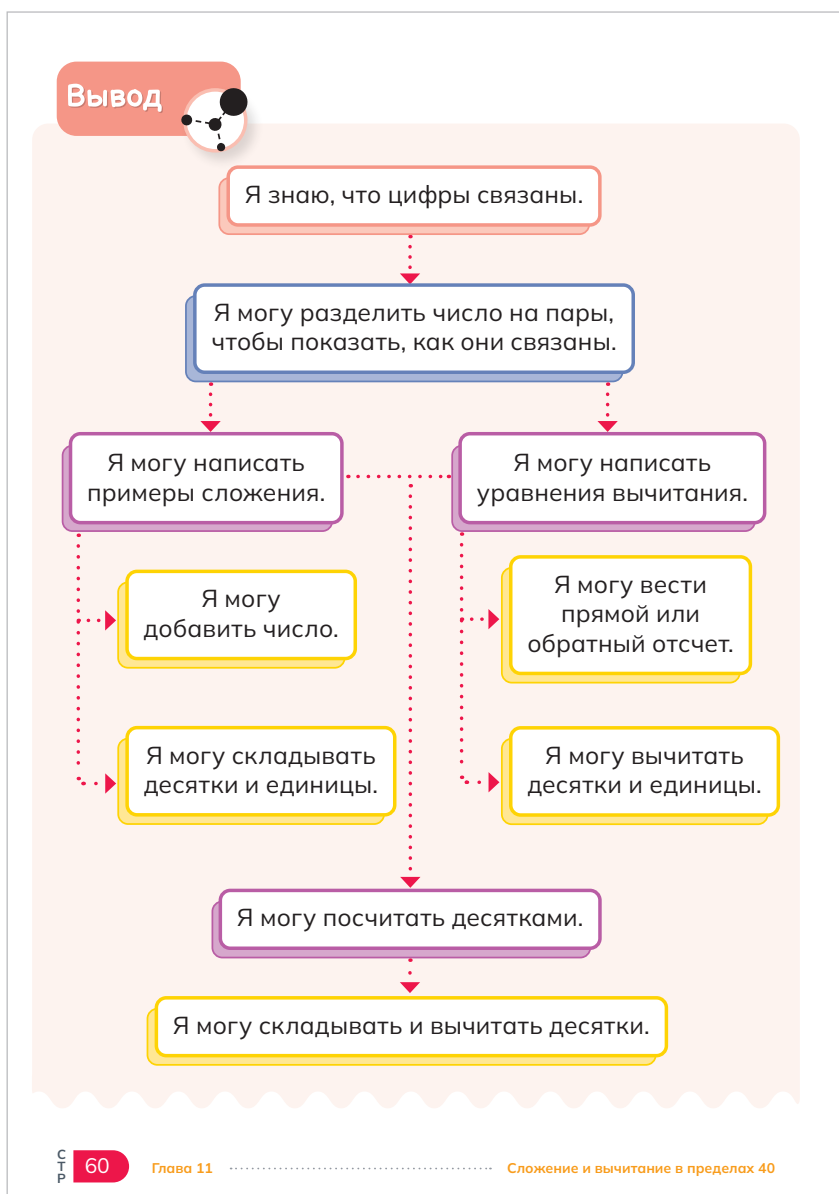 Вывод
Я знаю, что цифры связаны.
Я могу разделить число на пары,
чтобы показать, как они связаны.
Я могу написать
примеры сложения.
Я могу написать
уравнения вычитания.
Я могу
добавить число.
Я могу вести
прямой или
обратный отсчет.
Я могу складывать
десятки и единицы.
Я могу вычитать
десятки и единицы.
Я могу посчитать десятками.
Я могу складывать и вычитать десятки.
СТР 60 Глава 11 Сложение и вычитание в пределах 40